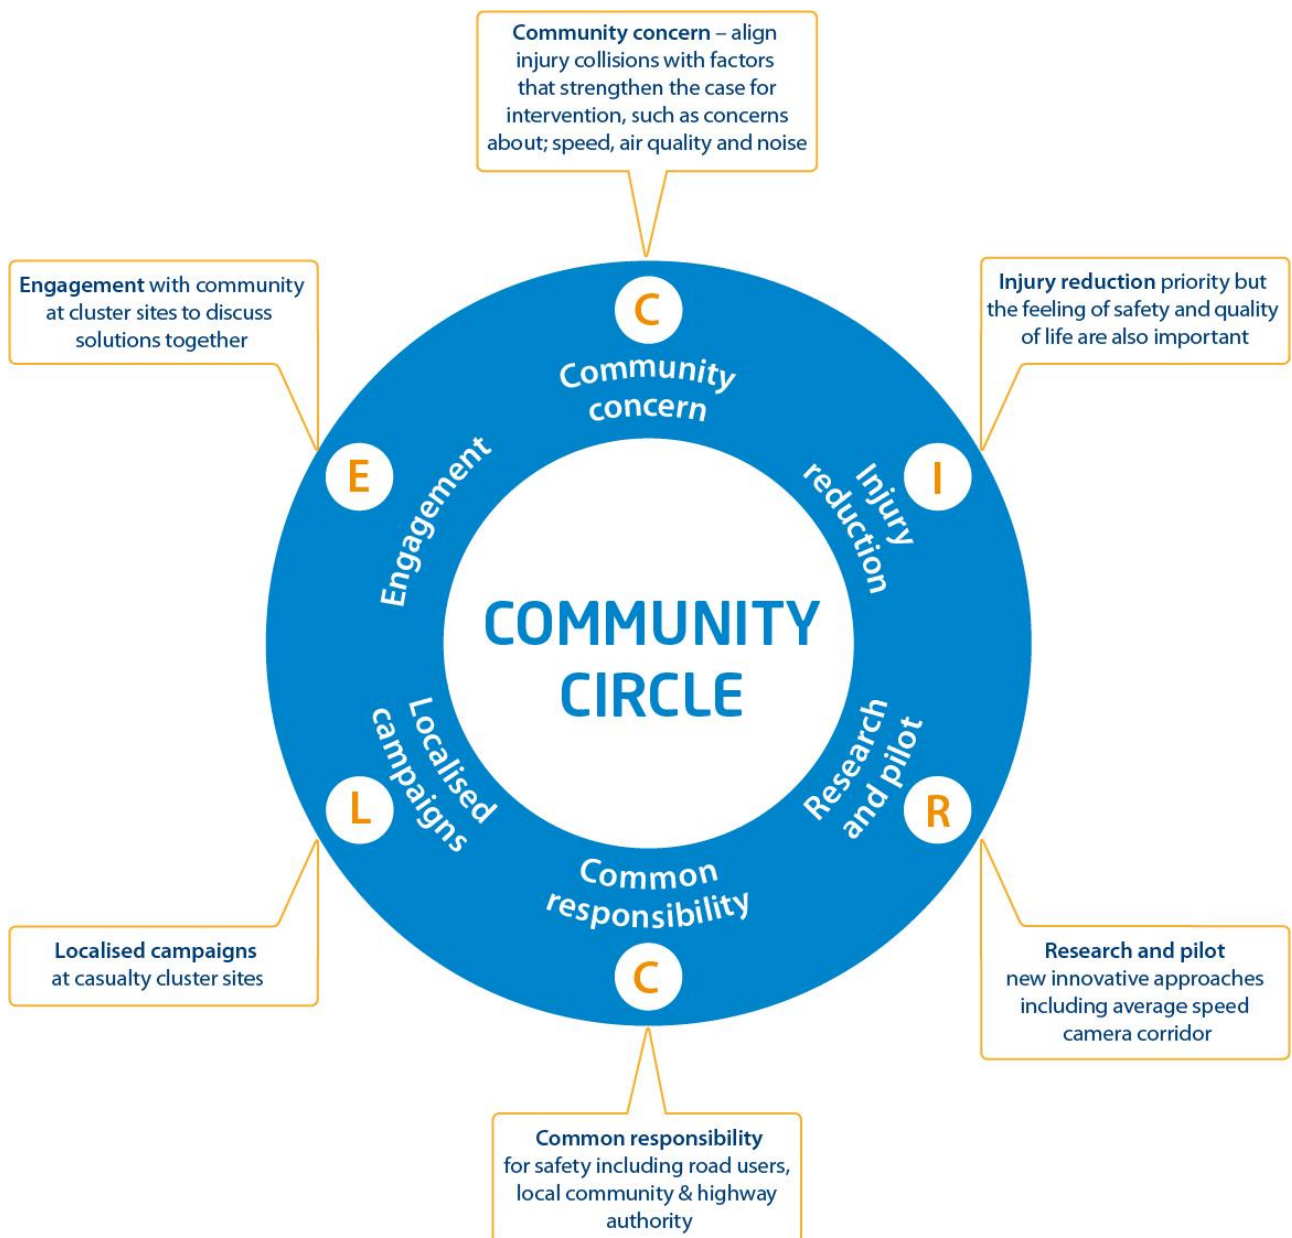 Community concern – align
injury collisions with factors
that strengthen the case for
intervention, such as concerns
about; speed, air quality and noise
Engagement with community
at cluster sites to discuss
solutions together
Injury reduction priority but
the feeling of safety and quality
of life are also important
C
Community
concern
E
Engagement
I
Injury
reduction
COMMUNITY
CIRCLE
L
Localised
campaigns
R
Research
and pilot
Common
responsibility
C
Localised campaigns
at casualty cluster sites
Research and pilot
new innovative approaches
including average speed
camera corridor
Common responsibility
for safety including road users,
local community & highway
authority